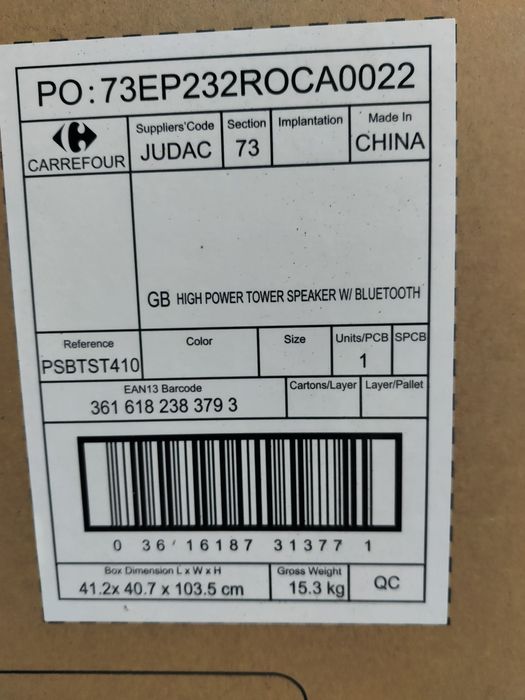 PO:73EP232ROCA0022
CARREFOUR
Suppliers'Code
JUDAC
Section
73
Implantation
Made In
CHINA
GB HIGH POWER TOWER SPEAKER W/ BLUETOOTH
Reference
PSBTST410
Color
Size
Units/PCB
1
SPCB
EAN13 Barcode
361 618 238 379 3
Cartons/Layer
Layer/Pallet
0 36 16187 31377 1
Box Dimension L x W x H
41.2x 40.7 x 103.5 cm
Gross Weight
15.3 kg
QC